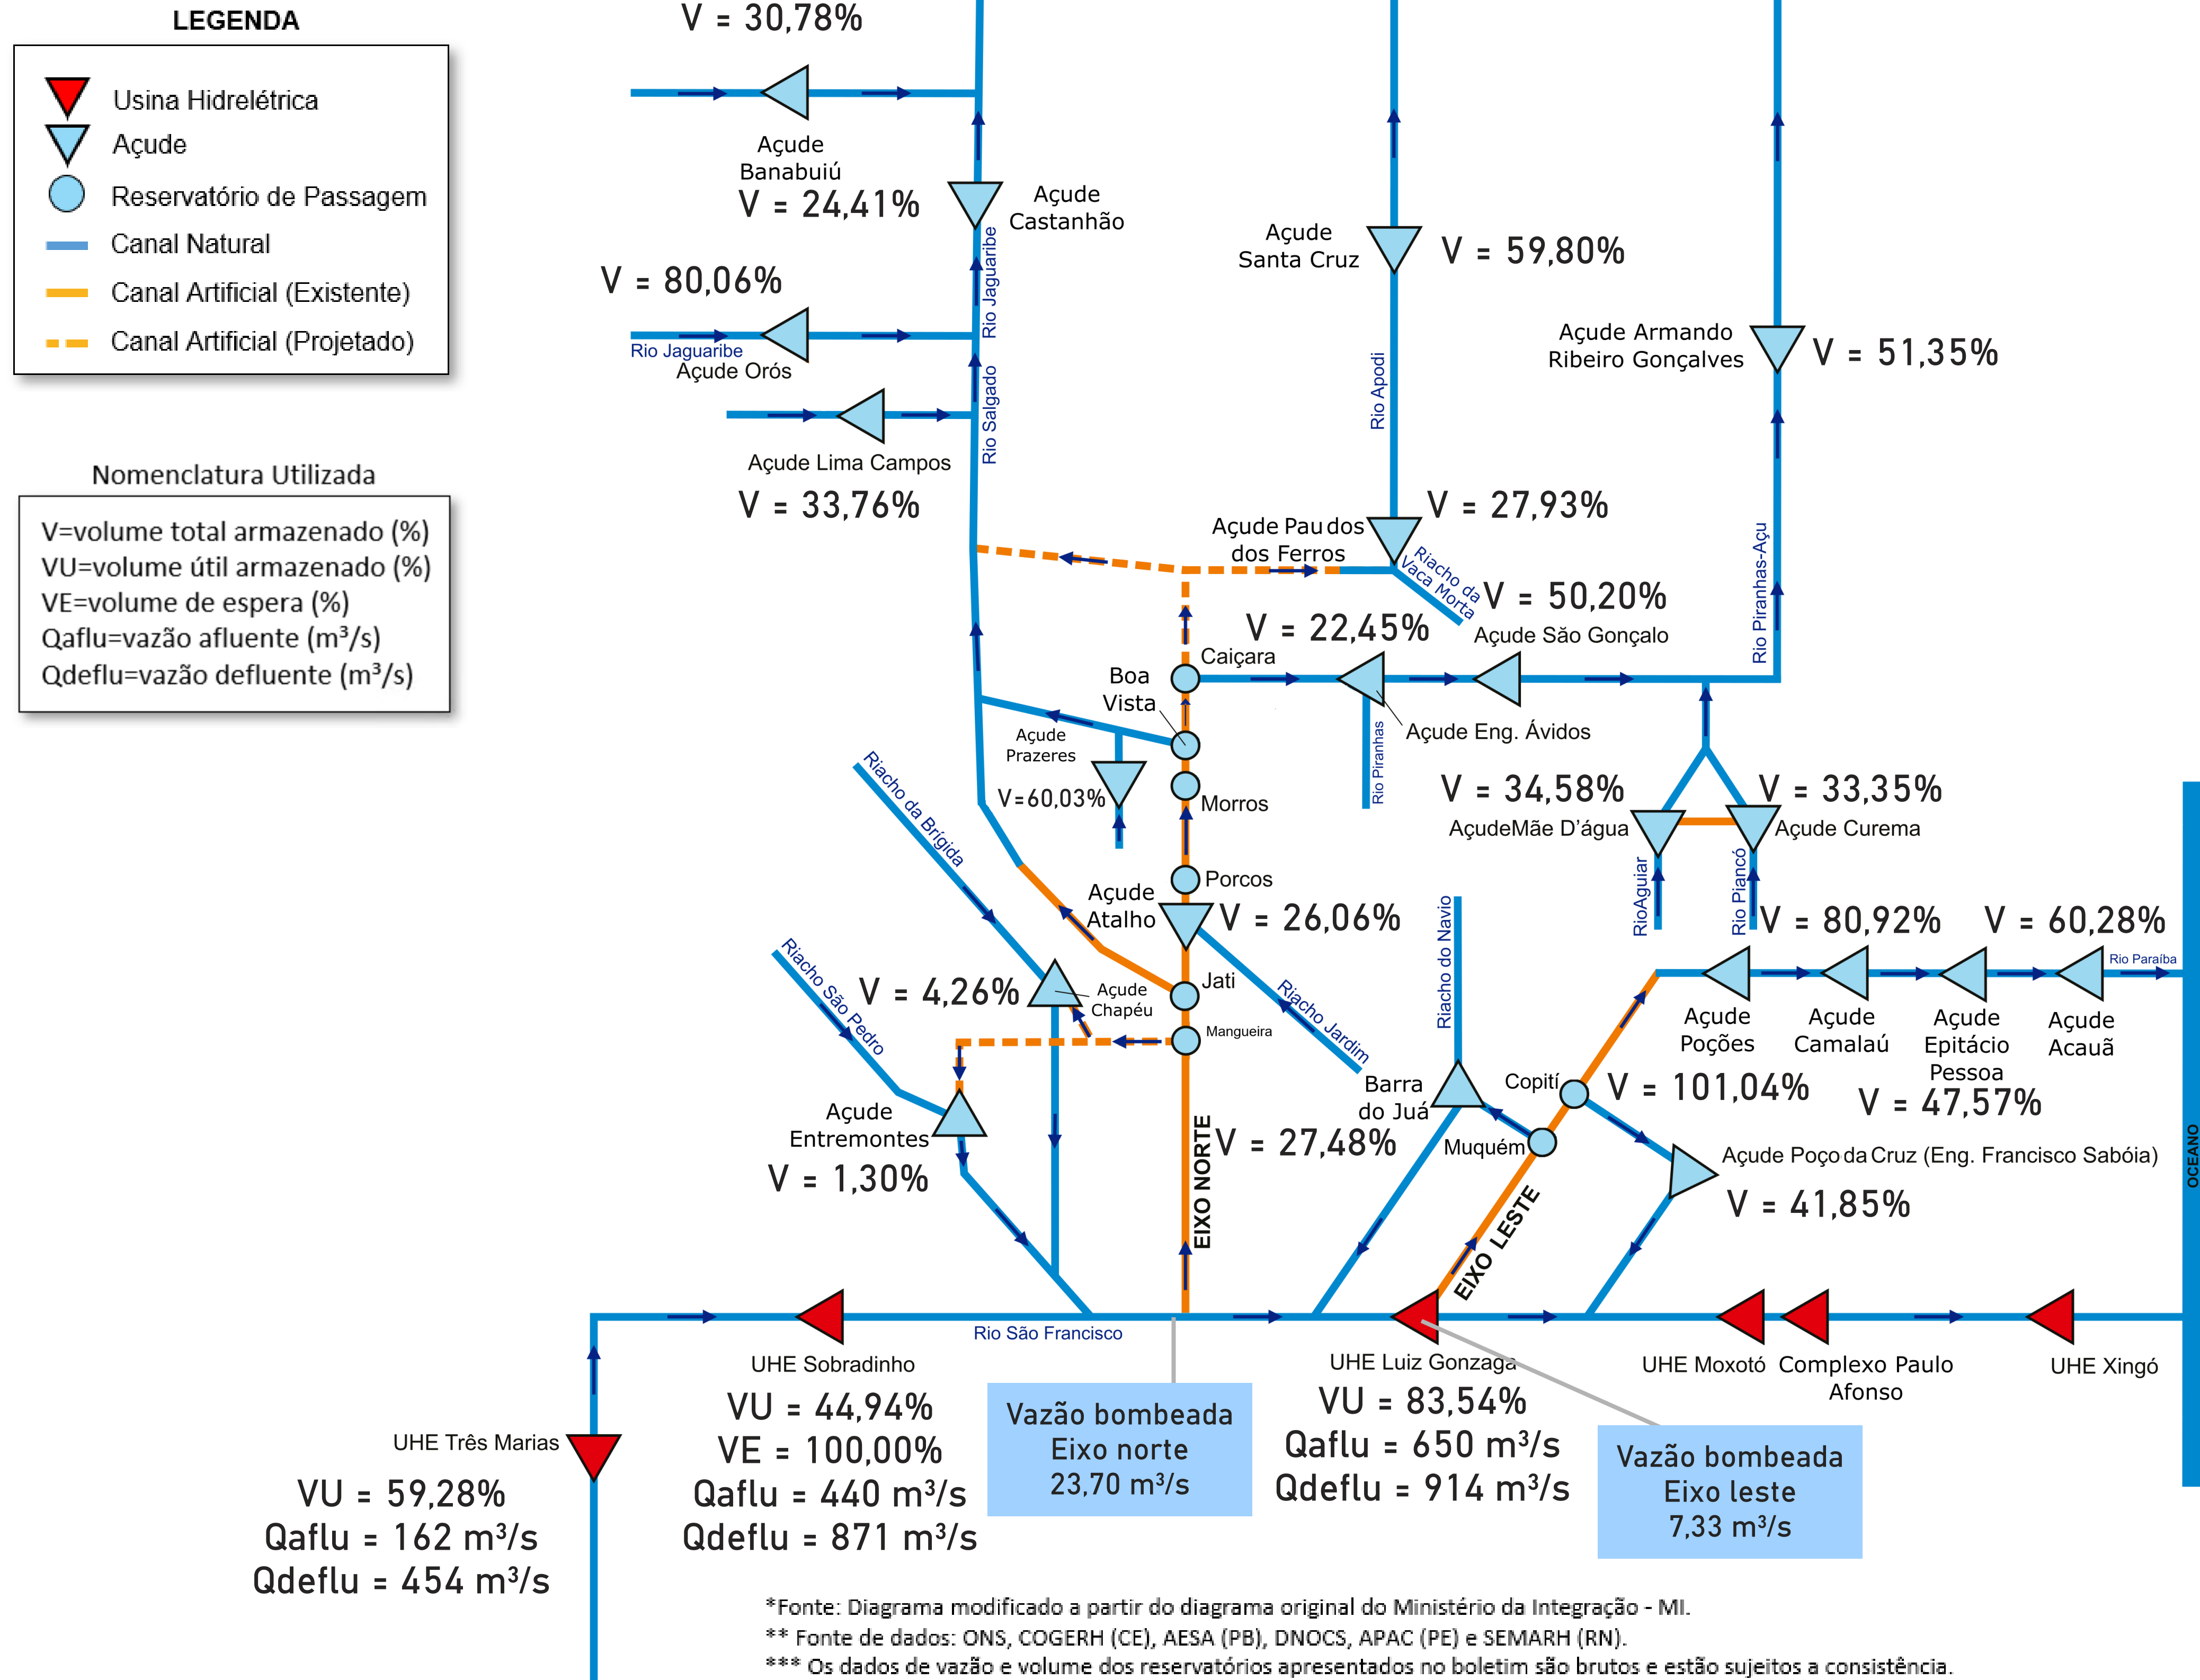 LEGENDA
Usina Hidrelétrica
Açude
Reservatório de Passagem
Canal Natural
Canal Artificial (Existente)
Canal Artificial (Projetado)
Nomenclatura Utilizada
V=volume total armazenado (%)
VU=volume útil armazenado (%)
VE=volume de espera (%)
Qaflu=vazão afluente (m³/s)
Qdeflu=vazão defluente (m³/s)
V = 30,78%
Açude
Banabuiú
V = 24,41%
Açude
Castanhão
Rio Jaguaribe
V = 80,06%
Rio Jaguaribe
Açude Orós
Rio Salgado
Açude Lima Campos
V = 33,76%
Açude
Santa Cruz
V = 59,80%
Rio Apodi
Açude Armando
Ribeiro Gonçalves
V = 51,35%
Rio Piranhas-Açu
Açude Pau dos
dos Ferros
V = 27,93%
Riacho da
Vaca Morta
V = 50,20%
Açude São Gonçalo
V = 22,45%
Caiçara
Boa
Vista
Açude Eng. Ávidos
Rio Piranhas
Açude
Prazeres
V=60,03%
Morros
V = 34,58%
AçudeMãe D'água
V = 33,35%
Açude Curema
RioAguiar
Rio Piancó
Riacho da Brígida
Porcos
Açude
Atalho
V = 26,06%
Riacho do Navio
V = 80,92%
V = 60,28%
Rio Paraíba
Riacho São Pedro
V = 4,26%
Açude
Chapéu
Jati
Mangueira
Riacho Jardim
Açude
Poções
Açude
Camalaú
Açude
Epitácio
Pessoa
Açude
Acauã
V = 101,04%
V = 47,57%
Barra
do Juá
Copití
Muquém
V = 27,48%
Açude
Entremontes
V = 1,30%
EIXO NORTE
EIXO LESTE
Açude Poço da Cruz (Eng. Francisco Sabóia)
V = 41,85%
OCEANO
Rio São Francisco
UHE Sobradinho
VU = 44,94%
VE = 100,00%
Qaflu = 440 m³/s
Qdeflu = 871 m³/s
UHE Três Marias
VU = 59,28%
Qaflu = 162 m³/s
Qdeflu = 454 m³/s
Vazão bombeada
Eixo norte
23,70 m³/s
UHE Luiz Gonzaga
VU = 83,54%
Qaflu = 650 m³/s
Qdeflu = 914 m³/s
Vazão bombeada
Eixo leste
7,33 m³/s
UHE Moxotó
Complexo Paulo
Afonso
UHE Xingó
*Fonte: Diagrama modificado a partir do diagrama original do Ministério da Integração - MI.
** Fonte de dados: ONS, COGERH (CE), AESA (PB), DNOCS, APAC (PE) e SEMARH (RN).
*** Os dados de vazão e volume dos reservatórios apresentados no boletim são brutos e estão sujeitos a consistência.